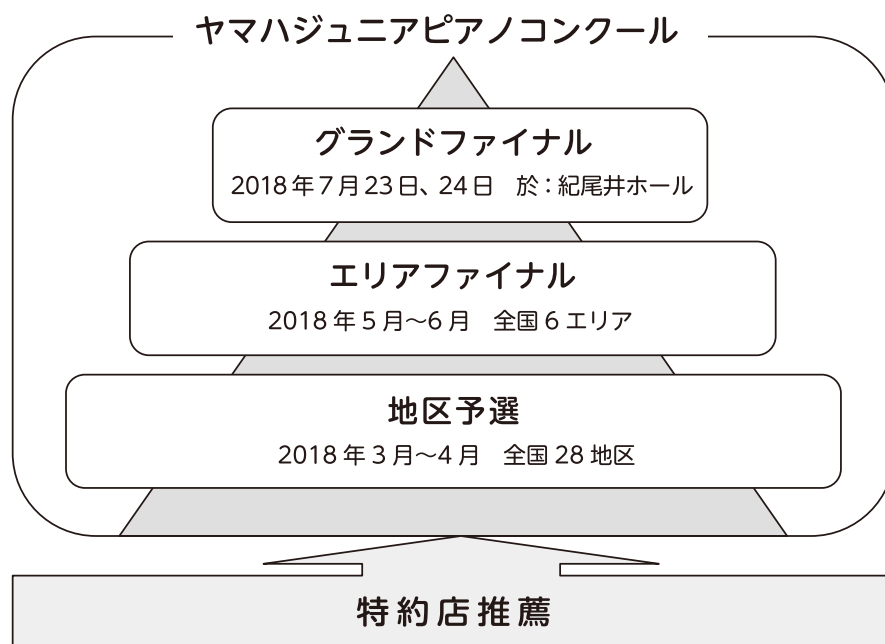 ヤマハジュニアピアノコンクール
グランドファイナル
2018年7月23日、24日　於：紀尾井ホール
エリアファイナル
2018年5月～6月　全国6エリア
地区予選
2018年3月～4月　全国28地区
特約店推薦